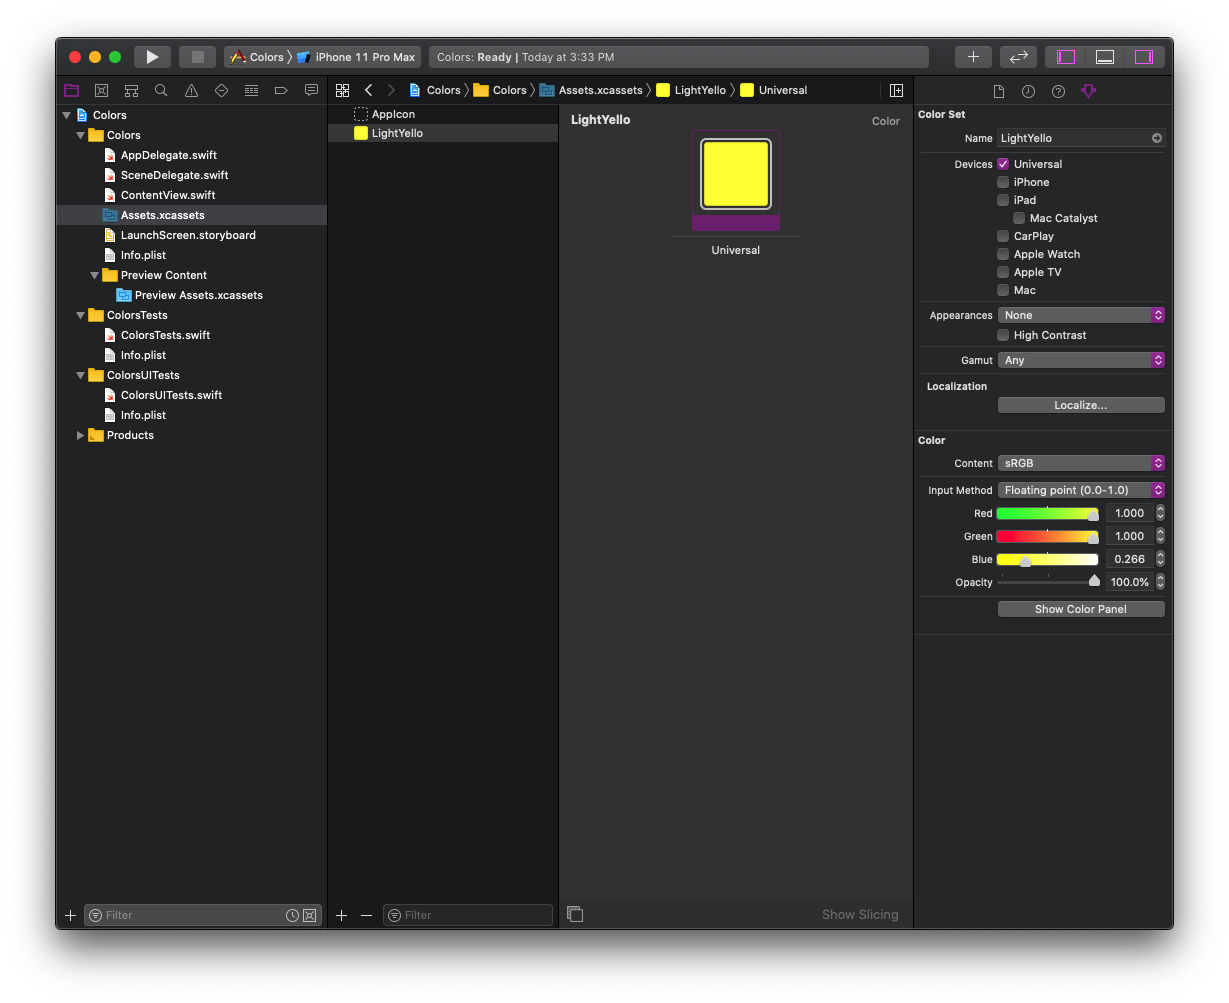 Colors 〉 iPhone 11 Pro Max
Colors: Ready | Today at 3:33 PM
Colors
Colors
AppDelegate.swift
SceneDelegate.swift
ContentView.swift
Assets.xcassets
LaunchScreen.storyboard
Info.plist
Preview Content
Preview Assets.xcassets
ColorsTests
ColorsTests.swift
Info.plist
ColorsUITests
ColorsUITests.swift
Info.plist
Products
Filter
Colors 〉 Colors 〉 Assets.xcassets 〉 LightYello 〉 Universal
AppIcon
LightYello
Filter
LightYello
Color
Universal
Show Slicing
Color Set
Name LightYello
Devices Universal
iPhone
iPad
Mac Catalyst
CarPlay
Apple Watch
Apple TV
Mac
Appearances None
High Contrast
Gamut Any
Localization
Localize...
Color
Content sRGB
Input Method Floating point (0.0-1.0)
Red 1.000
Green 1.000
Blue 0.266
Opacity 100.0%
Show Color Panel